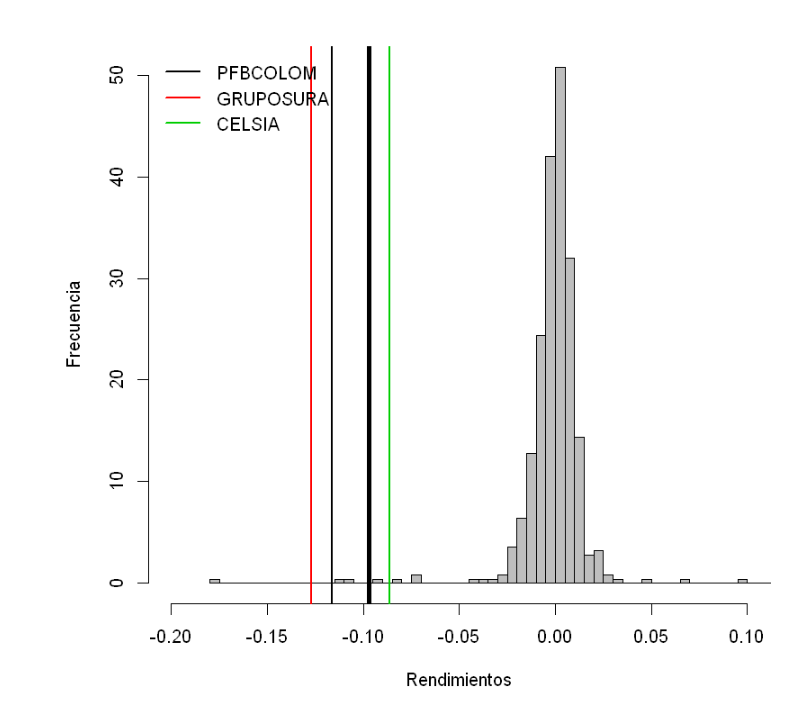 PFBCOLOM
GRUPOSURA
CELSIA
50
40
30
20
10
0
Frecuencia
-0.20 -0.15 -0.10 -0.05 0.00 0.05 0.10
Rendimientos